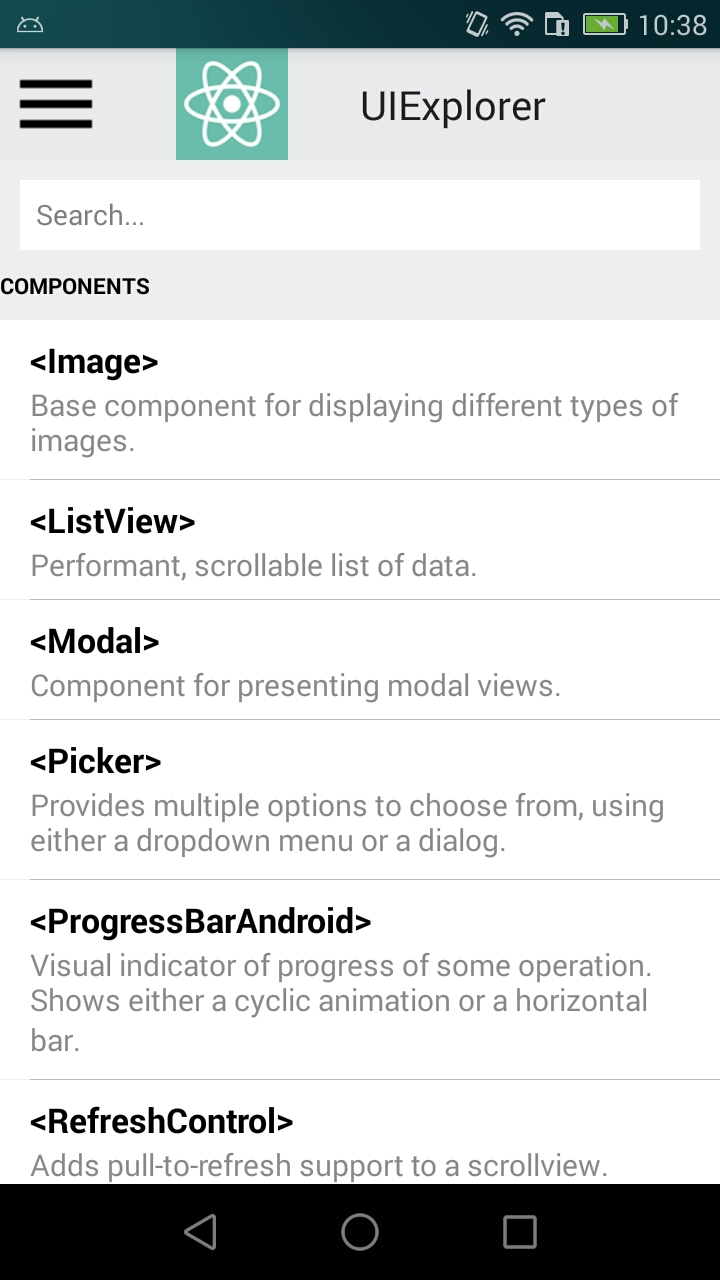 10:38
UIExplorer
Search...
COMPONENTS
<Image>
Base component for displaying different types of
images.
<ListView>
Performant, scrollable list of data.
<Modal>
Component for presenting modal views.
<Picker>
Provides multiple options to choose from, using
either a dropdown menu or a dialog.
<ProgressBarAndroid>
Visual indicator of progress of some operation.
Shows either a cyclic animation or a horizontal
bar.
<RefreshControl>
Adds pull-to-refresh support to a scrollview.